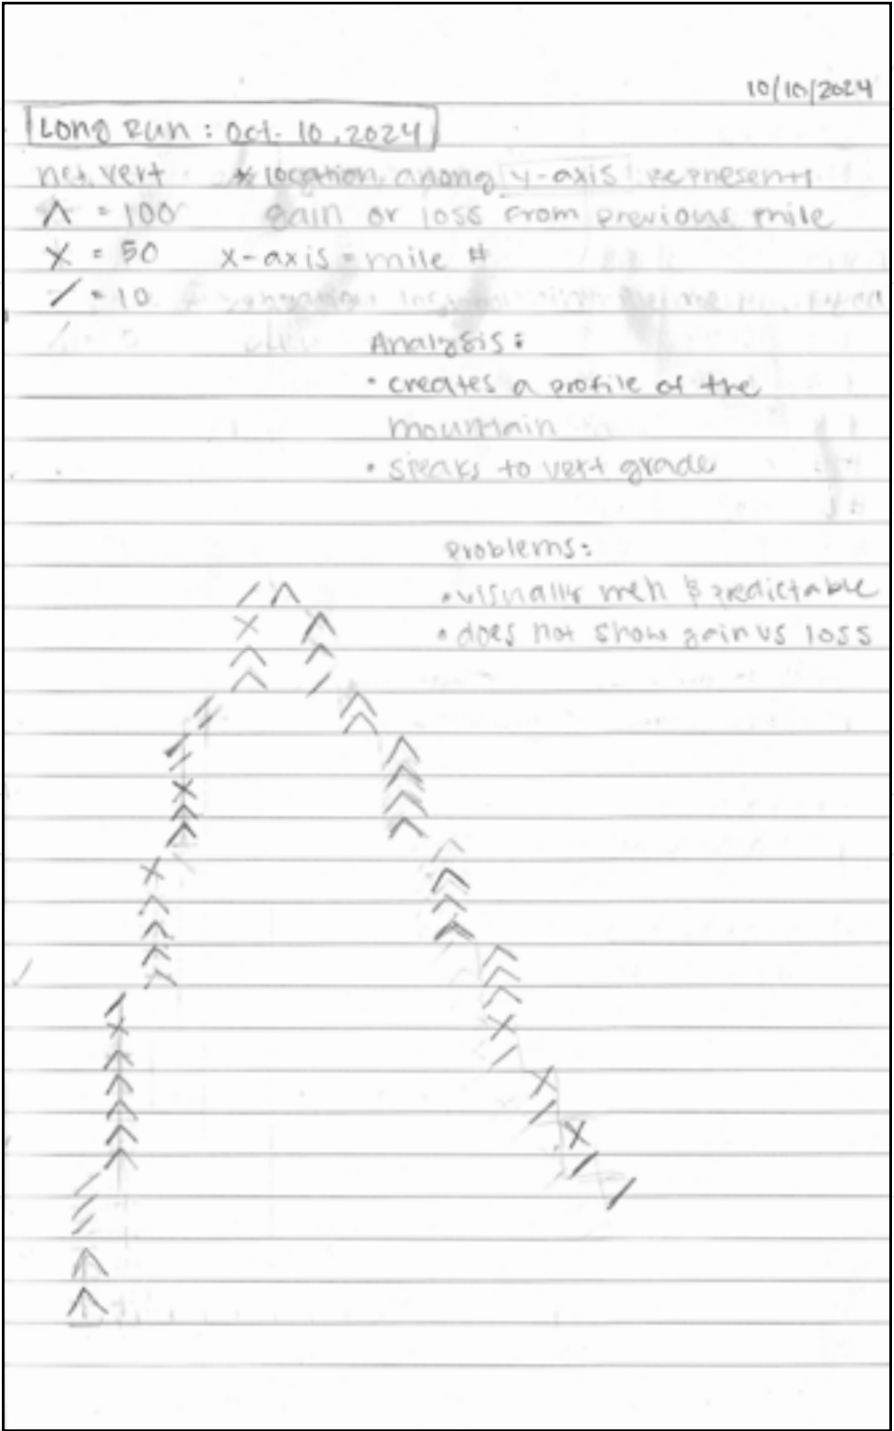 10/10/2024
Long Run : Oct. 10, 2024
net vert * location among y-axis represents
^ = 100 gain or loss from previous mile
X = 50 x-axis = mile #
/ = 10
/ = 5
Analysis:
• creates a profile of the
mountain
• speaks to vert grade
Problems:
• visually meh & predictable
• does not show gain vs loss